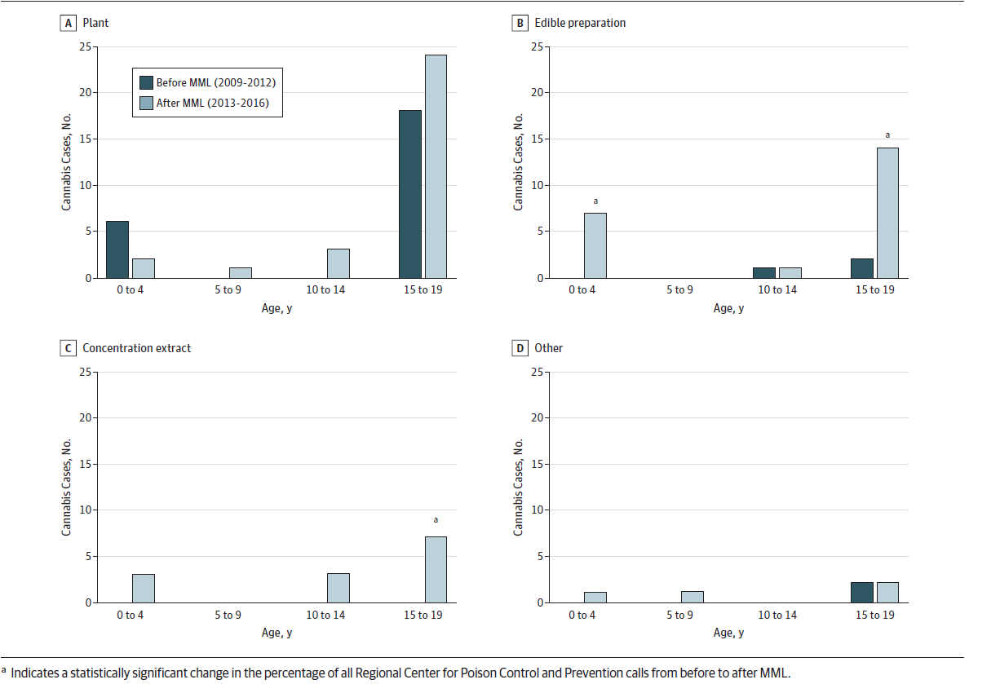 A Plant
25
20
15
10
5
0
Cannabis Cases, No.
Before MML (2009-2012)
After MML (2013-2016)
0 to 4 5 to 9 10 to 14 15 to 19
Age, y
B Edible preparation
25
20
15
10
5
0
Cannabis Cases, No.
a
a
0 to 4 5 to 9 10 to 14 15 to 19
Age, y
C Concentration extract
25
20
15
10
5
0
Cannabis Cases, No.
a
0 to 4 5 to 9 10 to 14 15 to 19
Age, y
D Other
25
20
15
10
5
0
Cannabis Cases, No.
0 to 4 5 to 9 10 to 14 15 to 19
Age, y
a Indicates a statistically significant change in the percentage of all Regional Center for Poison Control and Prevention calls from before to after MML.